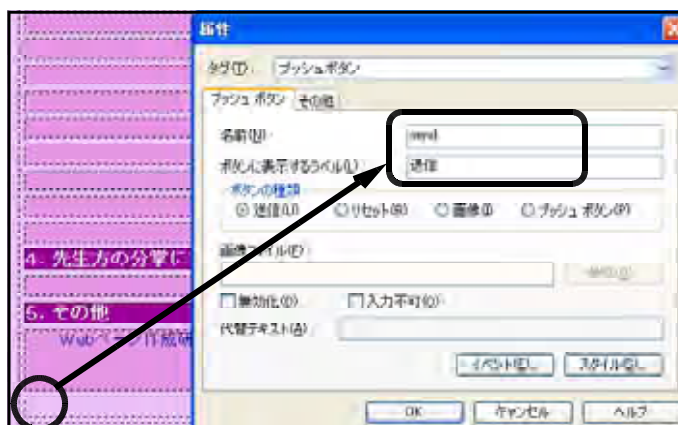 属性
タグ(T): プッシュボタン
プッシュ ボタン その他
名前(N):
ボタンに表示するラベル(L): 送信
ボタンの種類
送信(U) リセット(R) 画像(I) プッシュ ボタン(P)
画像ファイル(F):
無効化(D) 入力不可(O)
代替テキスト(A):
イベント(E)... スタイル(S)...
OK キャンセル ヘルプ
4. 先生方の分掌に
5. その他
Webページ作成研